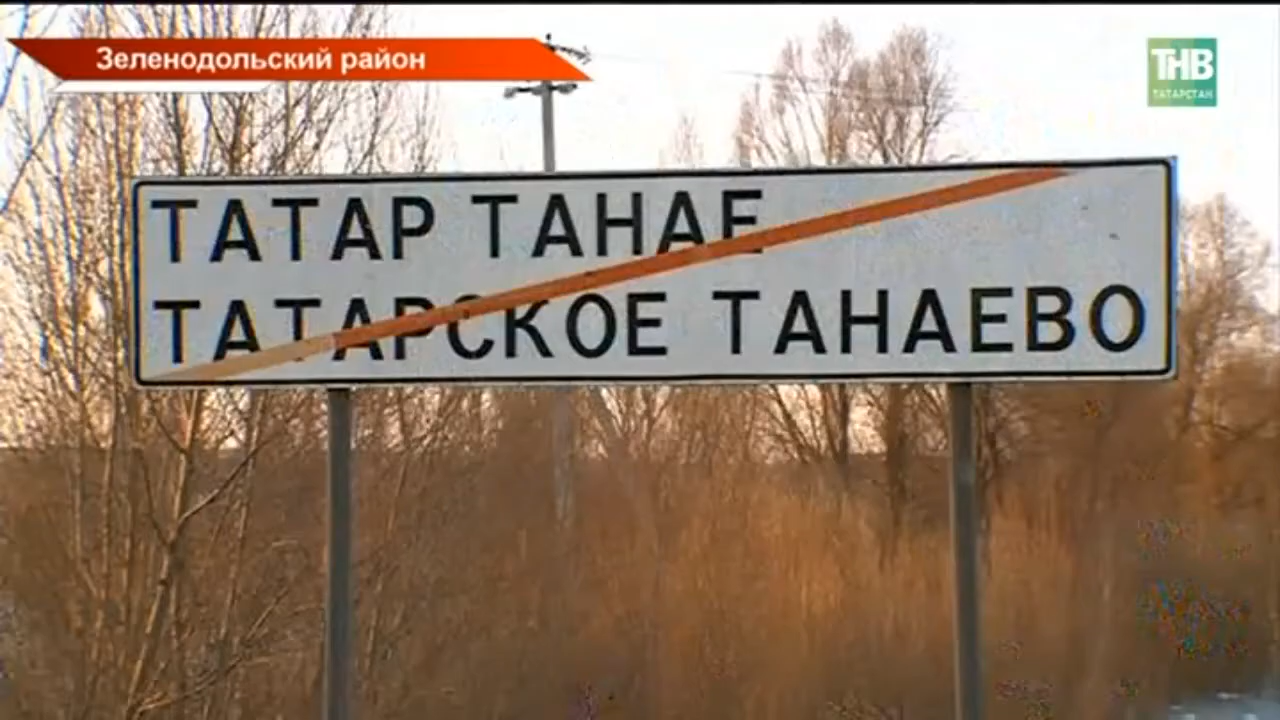 Зеленодольский район
ТНВ
ТАТАРСТАН
ТАТАР ТАНАЕ
ТАТАРСКОЕ ТАНАЕВО